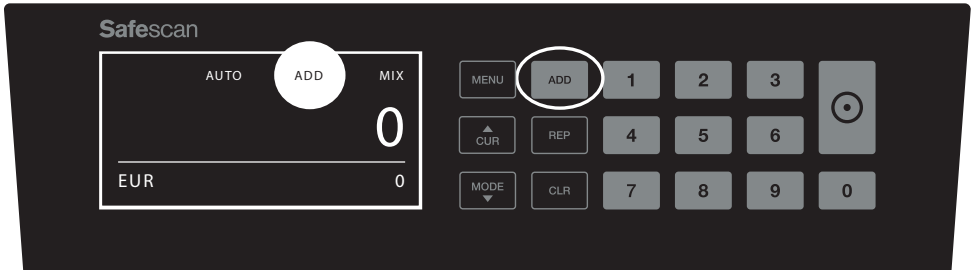 Safescan
AUTO ADD MIX
0
EUR 0
MENU ADD 1 2 3
CUR REP 4 5 6
MODE CLR 7 8 9 0